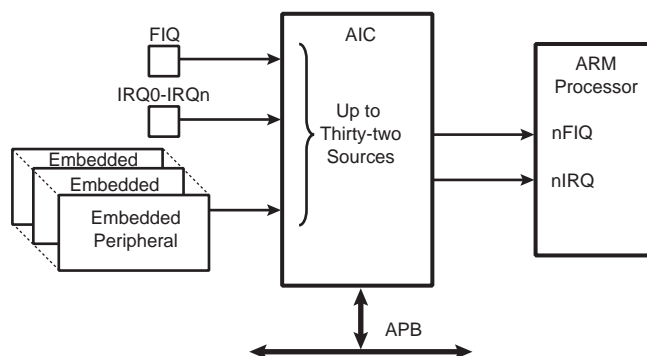 FIQ
AIC
ARM
Processor
IRQ0-IRQn
Up to
Thirty-two
Sources
nFIQ
nIRQ
Embedded
Embedded
Embedded
Peripheral
APB